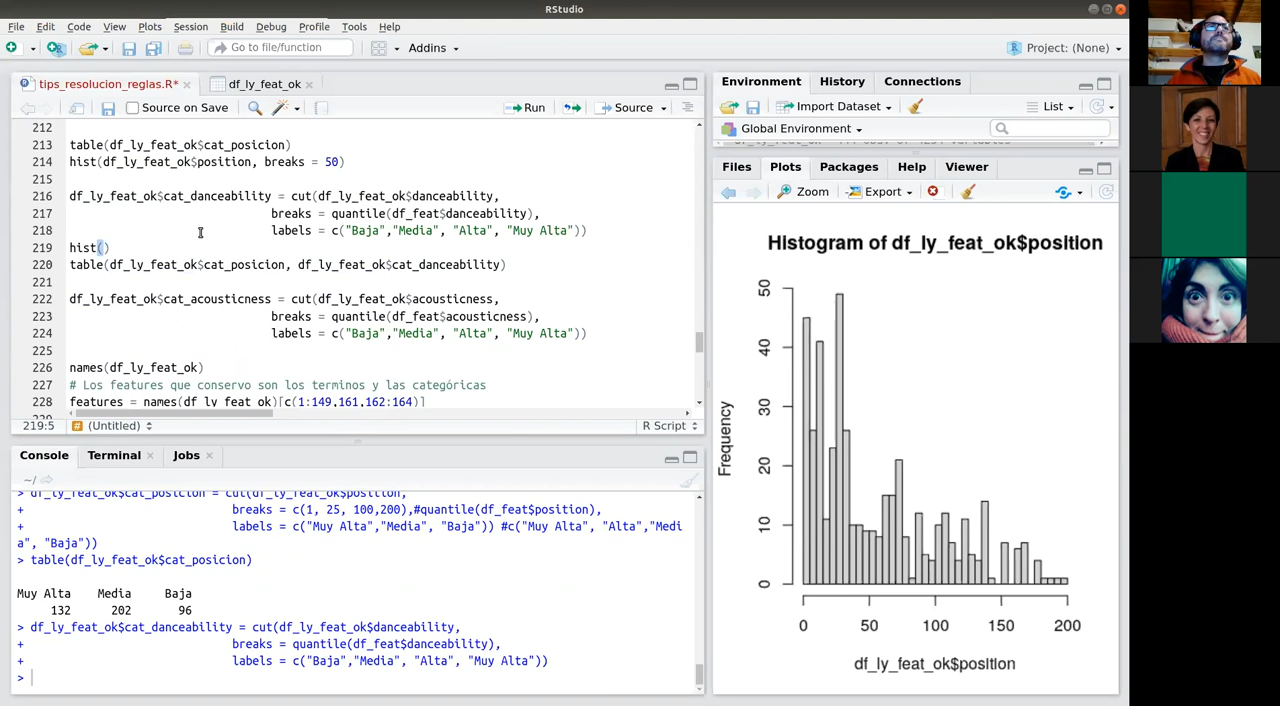 RStudio
File Edit Code View Plots Session Build Debug Profile Tools Help
Go to file/function Addins Project: (None)
tips_resolucion_reglas.R* df_ly_feat_ok
Source on Save Run Source
212
213 table(df_ly_feat_ok$cat_posicion)
214 hist(df_ly_feat_ok$position, breaks = 50)
215
216 df_ly_feat_ok$cat_danceability = cut(df_ly_feat_ok$danceability,
217 breaks = quantile(df_feat$danceability),
218 labels = c("Baja","Media", "Alta", "Muy Alta"))
219 hist()
220 table(df_ly_feat_ok$cat_posicion, df_ly_feat_ok$cat_danceability)
221
222 df_ly_feat_ok$cat_acousticness = cut(df_ly_feat_ok$acousticness,
223 breaks = quantile(df_feat$acousticness),
224 labels = c("Baja","Media", "Alta", "Muy Alta"))
225
226 names(df_ly_feat_ok)
227 # Los features que conservo son los terminos y las categóricas
228 features = names(df_ly_feat_ok)[c(1:149,161,162:164)]
219:5 (Untitled) R Script
Console Terminal Jobs
~/
> df_ly_feat_ok$cat_posicion = cut(df_ly_feat_ok$position,
+ breaks = c(1, 25, 100,200),#quantile(df_feat$position),
+ labels = c("Muy Alta","Media", "Baja")) #c("Muy Alta", "Alta","Medi
a", "Baja"))
> table(df_ly_feat_ok$cat_posicion)
Muy Alta Media Baja
132 202 96
> df_ly_feat_ok$cat_danceability = cut(df_ly_feat_ok$danceability,
+ breaks = quantile(df_feat$danceability),
+ labels = c("Baja","Media", "Alta", "Muy Alta"))
>
Environment History Connections
Import Dataset List
Global Environment
Files Plots Packages Help Viewer
Zoom Export
Histogram of df_ly_feat_ok$position
Frequency
50
40
30
20
10
0
0 50 100 150 200
df_ly_feat_ok$position